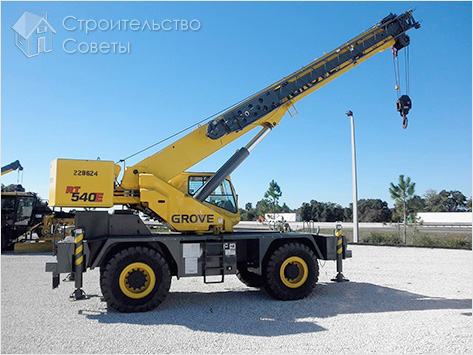 Строительство
Советы
228624
RT
540E
GROVE